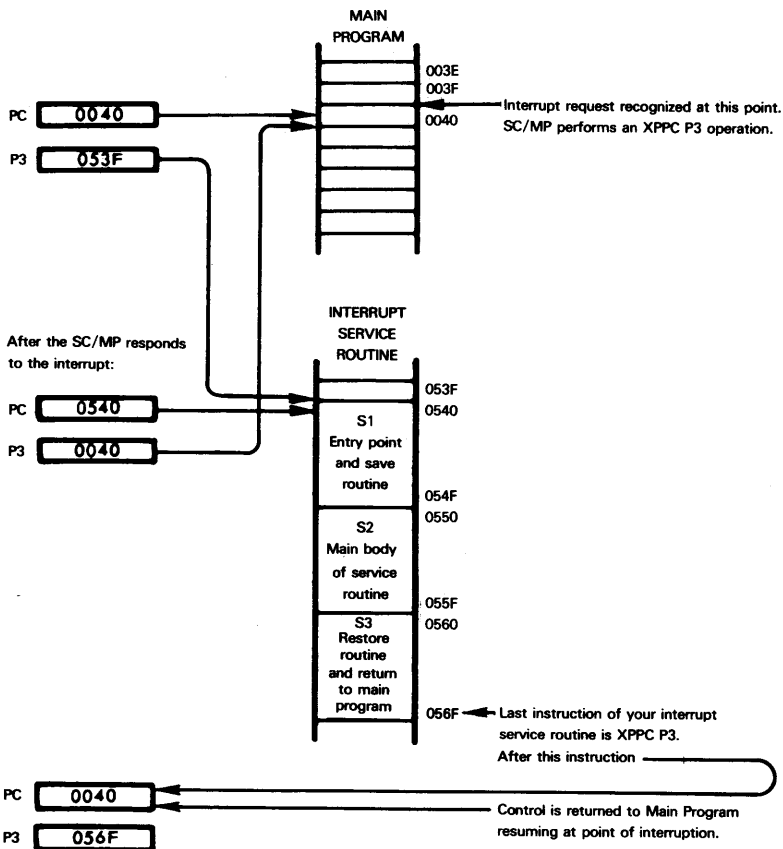 MAIN
PROGRAM
003E
003F
0040
Interrupt request recognized at this point.
SC/MP performs an XPPC P3 operation.
PC 0040
P3 053F
INTERRUPT
SERVICE
ROUTINE
After the SC/MP responds
to the interrupt:
053F
0540
PC 0540
P3 0040
S1
Entry point
and save
routine
054F
0550
S2
Main body
of service
routine
055F
0560
S3
Restore
routine
and return
to main
program
056F
Last instruction of your interrupt
service routine is XPPC P3.
After this instruction
PC 0040
P3 056F
Control is returned to Main Program
resuming at point of interruption.